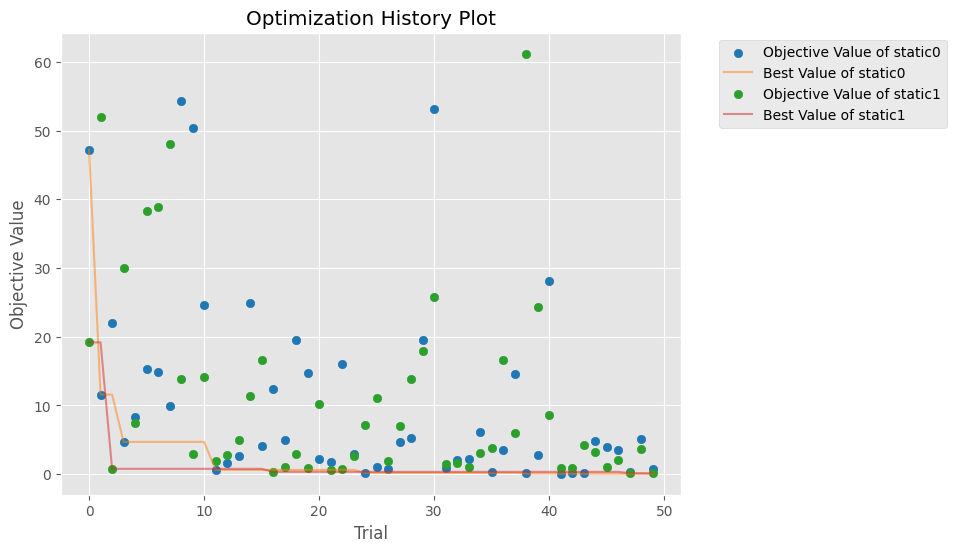 Optimization History Plot
Objective Value of static0
Best Value of static0
Objective Value of static1
Best Value of static1
Objective Value
60
50
40
30
20
10
0
0 10 20 30 40 50
Trial